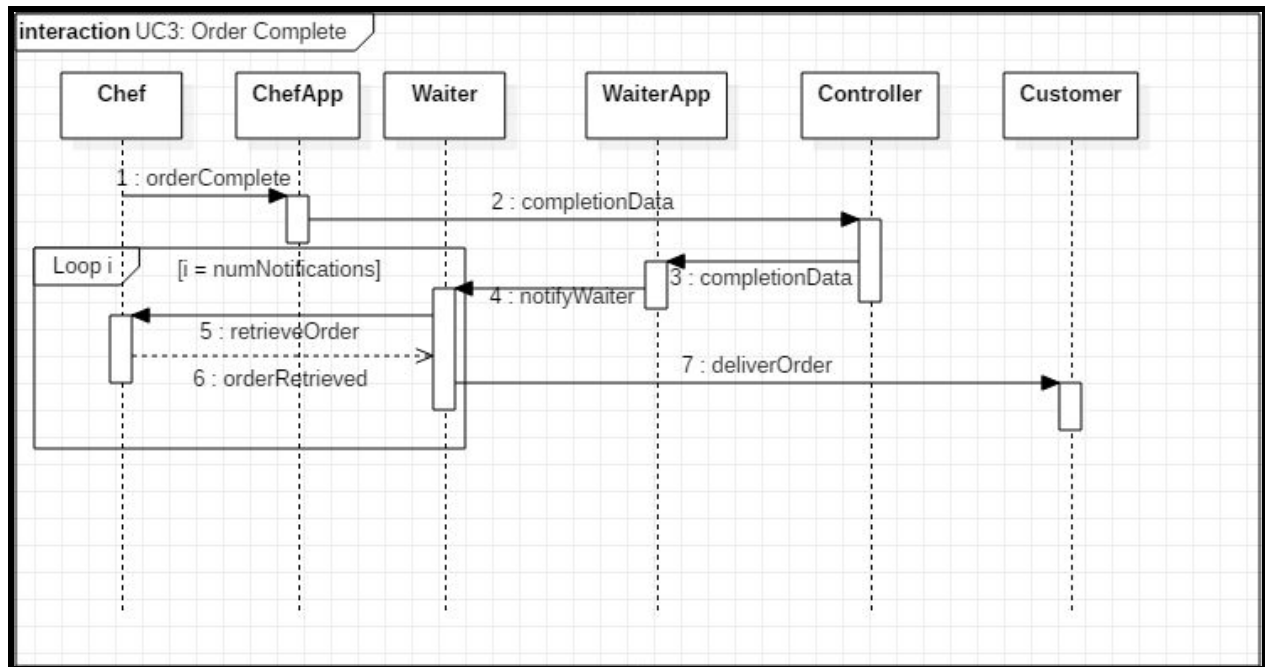 interaction UC3: Order Complete
Chef
ChefApp
Waiter
WaiterApp
Controller
Customer
1 : orderComplete
2 : completionData
Loop i
[i = numNotifications]
3 : completionData
4 : notifyWaiter
5 : retrieveOrder
6 : orderRetrieved
7 : deliverOrder